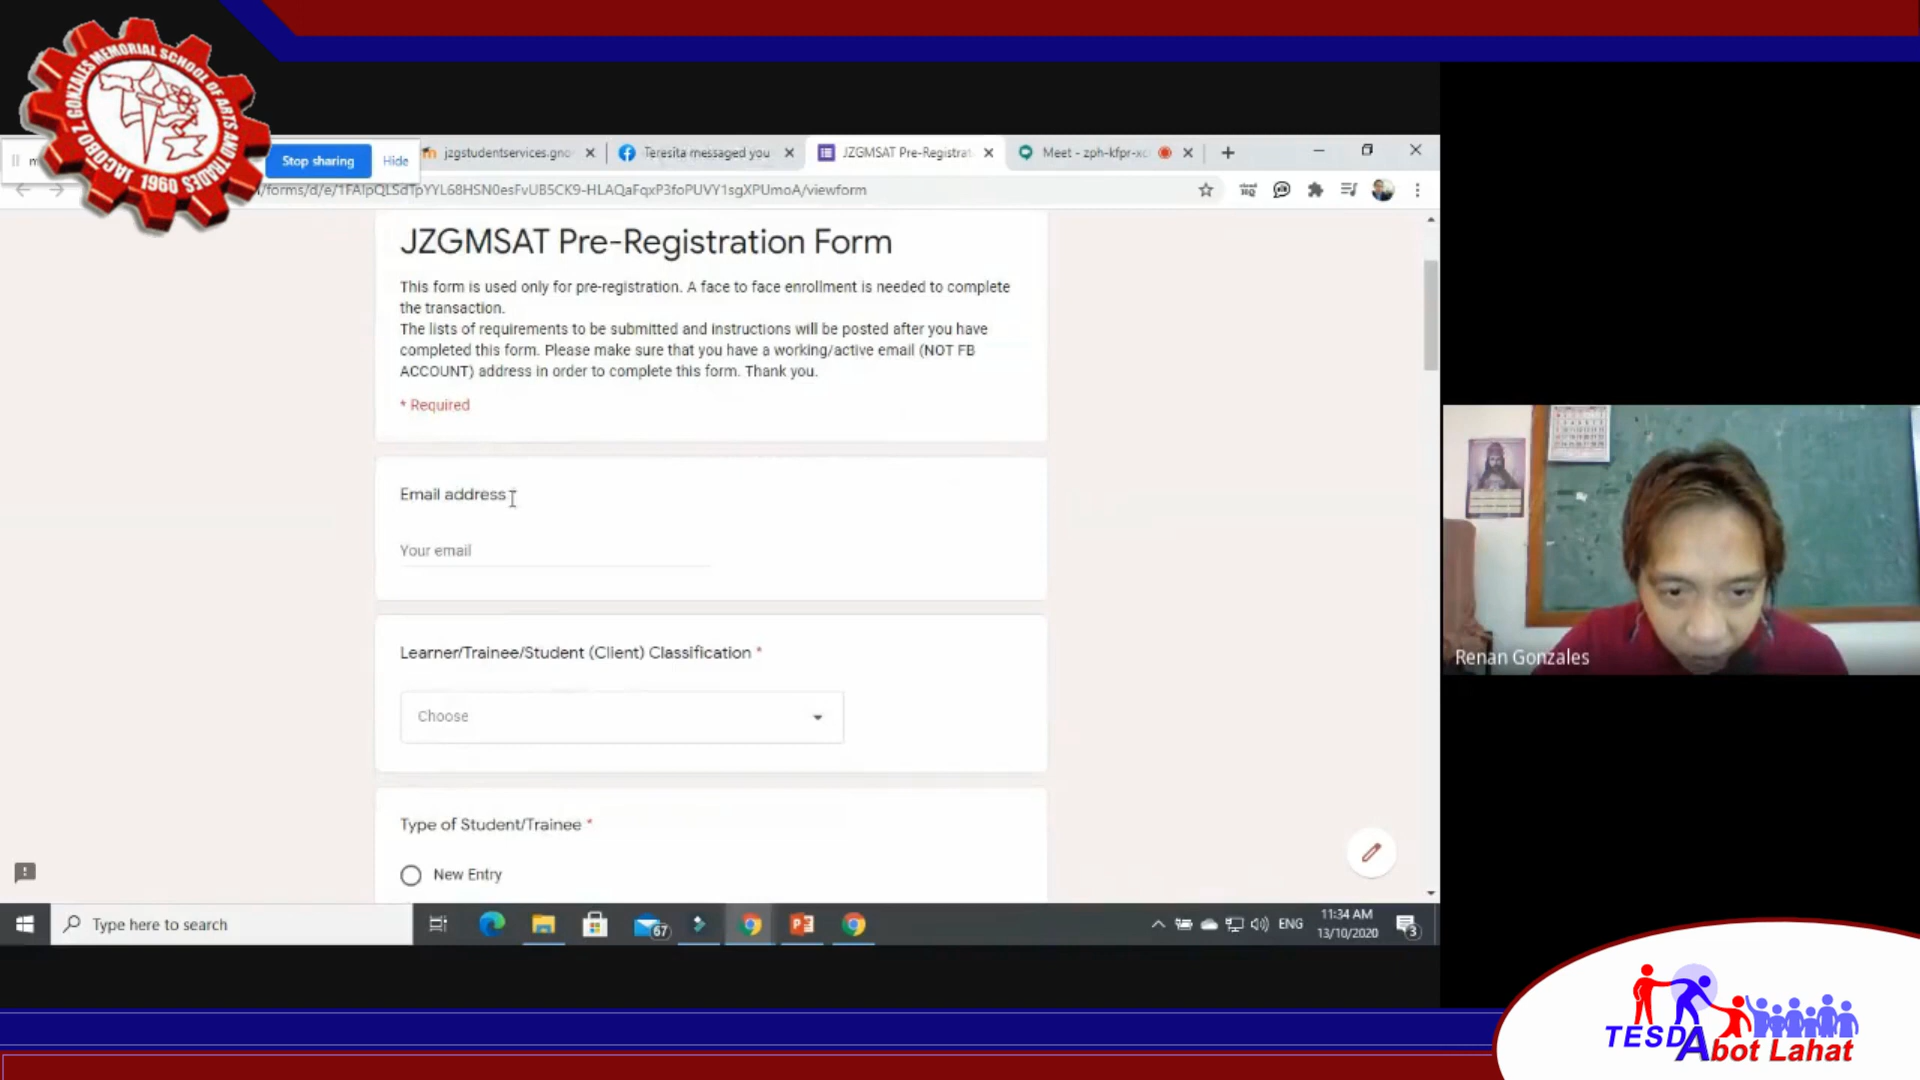 JACOBO Z. GONZALES MEMORIAL SCHOOL OF ARTS AND TRADES
1960
Stop sharing
Hide
jzgstudentservices.gno
Teresita messaged you
JZGMSAT Pre-Registrat
Meet - zph-kfpr-xc
/forms/d/e/1FAIpQLSdTpYYL68HSN0esFvUB5CK9-HLAQaFqxP3foPUVY1sgXPUmoA/viewform
JZGMSAT Pre-Registration Form
This form is used only for pre-registration. A face to face enrollment is needed to complete
the transaction.
The lists of requirements to be submitted and instructions will be posted after you have
completed this form. Please make sure that you have a working/active email (NOT FB
ACCOUNT) address in order to complete this form. Thank you.
* Required
Email address
Your email
Learner/Trainee/Student (Client) Classification *
Choose
Type of Student/Trainee *
New Entry
Renan Gonzales
Type here to search
67
ENG
11:34 AM
13/10/2020
3
TESDA Abot Lahat